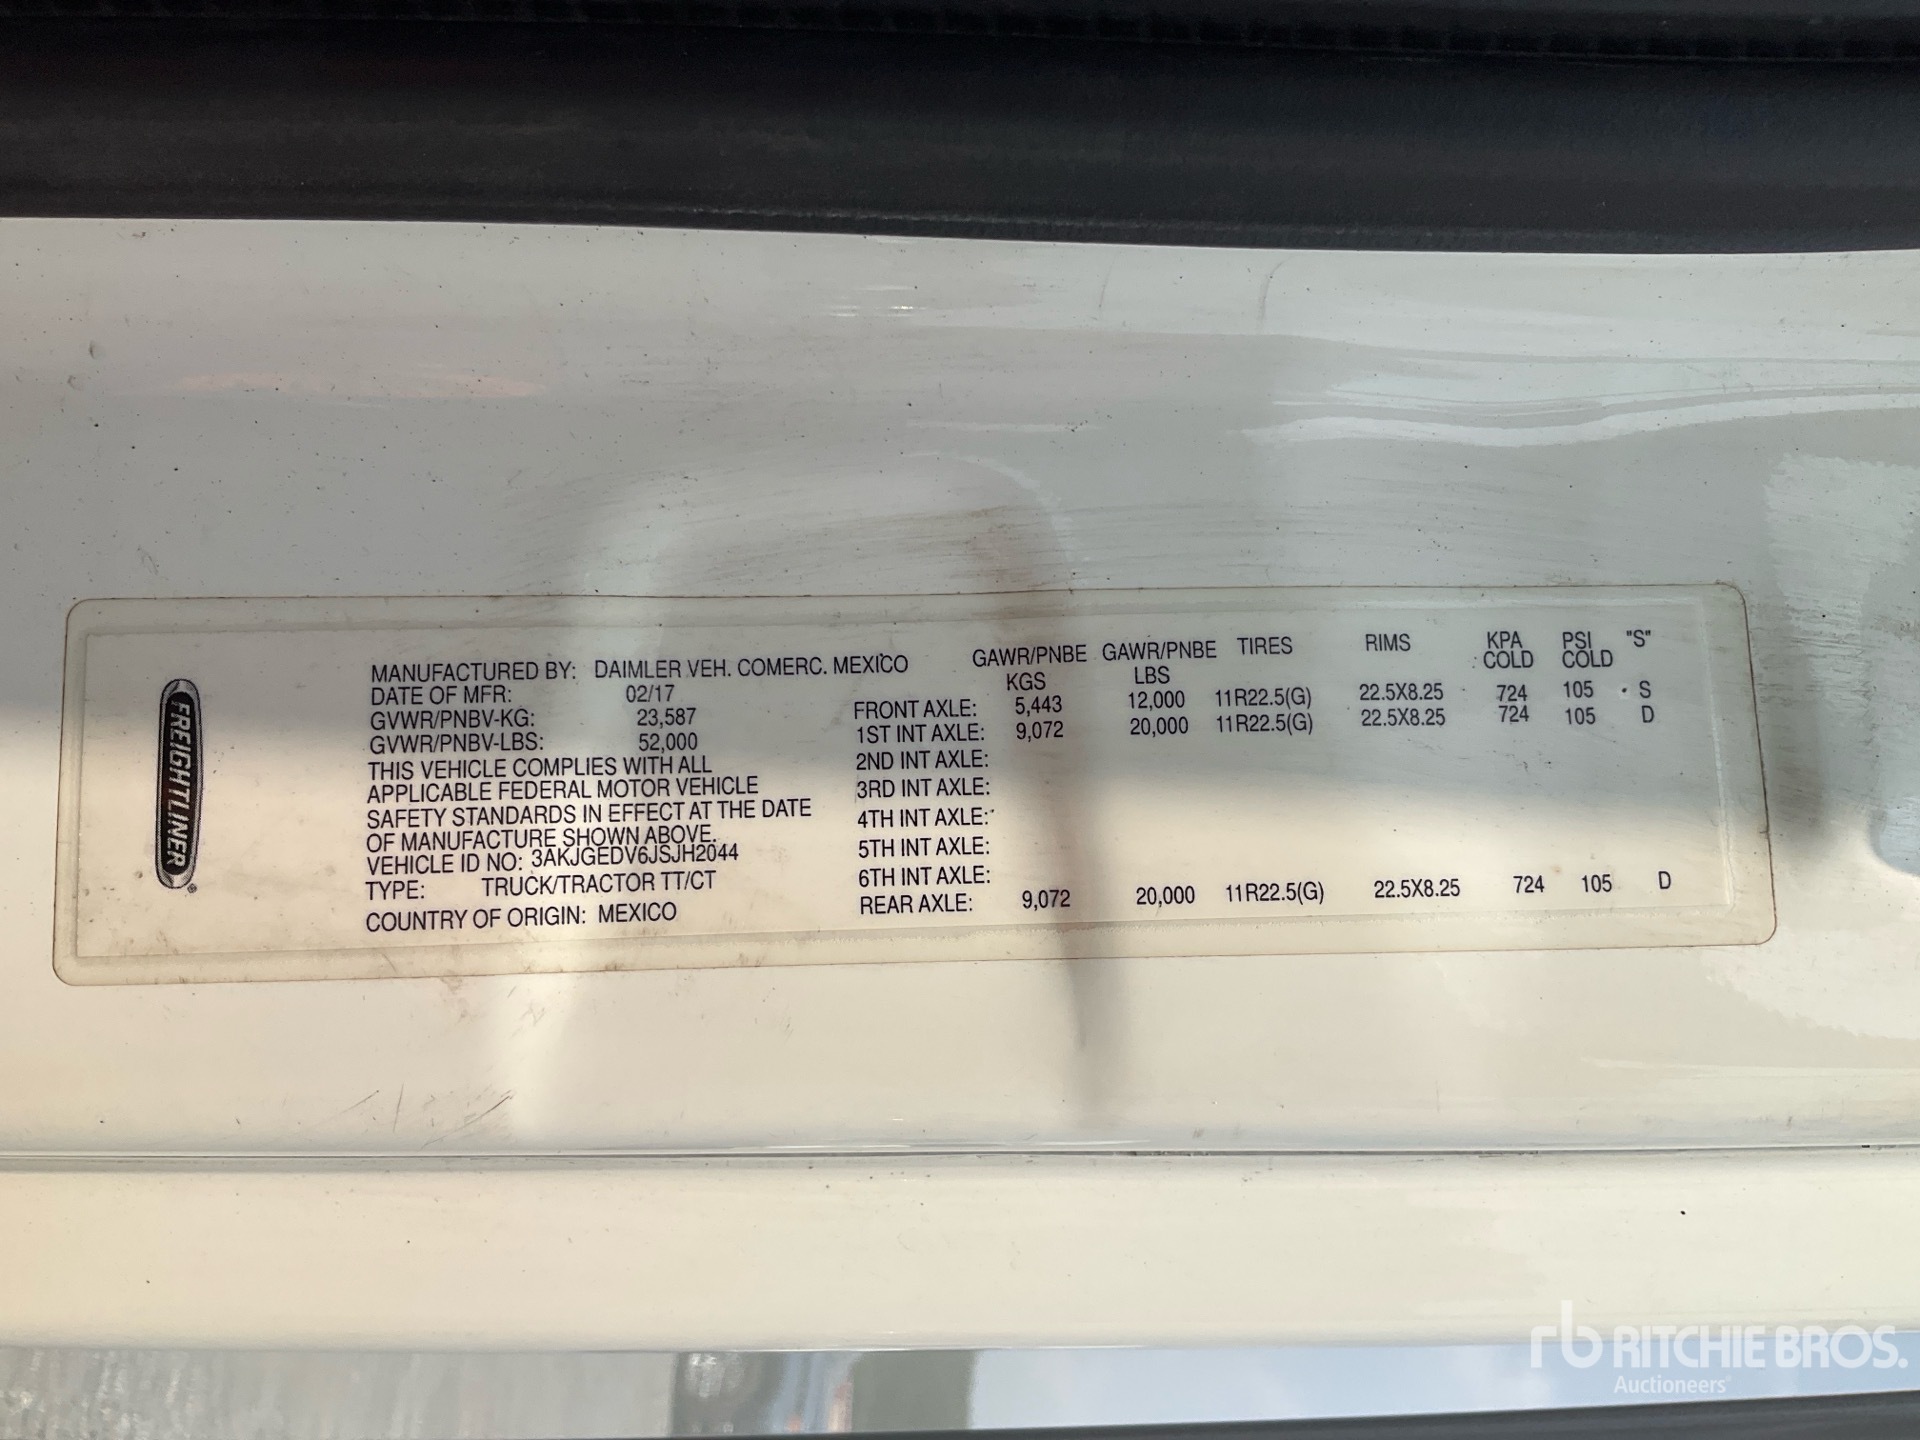 FREIGHTLINER®
MANUFACTURED BY: DAIMLER VEH. COMERC. MEXICO
DATE OF MFR: 02/17
GVWR/PNBV-KG: 23,587
GVWR/PNBV-LBS: 52,000
THIS VEHICLE COMPLIES WITH ALL
APPLICABLE FEDERAL MOTOR VEHICLE
SAFETY STANDARDS IN EFFECT AT THE DATE
OF MANUFACTURE SHOWN ABOVE.
VEHICLE ID NO: 3AKJGEDV6JSJH2044
TYPE: TRUCK/TRACTOR TT/CT
COUNTRY OF ORIGIN: MEXICO
GAWR/PNBE GAWR/PNBE TIRES RIMS KPA PSI "S"
KGS LBS COLD COLD
FRONT AXLE: 5,443 12,000 11R22.5(G) 22.5X8.25 724 105 S
1ST INT AXLE: 9,072 20,000 11R22.5(G) 22.5X8.25 724 105 D
2ND INT AXLE:
3RD INT AXLE:
4TH INT AXLE:
5TH INT AXLE:
6TH INT AXLE:
REAR AXLE: 9,072 20,000 11R22.5(G) 22.5X8.25 724 105 D
rb RITCHIE BROS.
Auctioneers